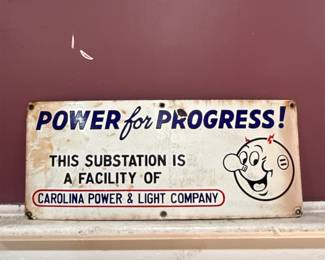 POWER for PROGRESS!
THIS SUBSTATION IS
A FACILITY OF
CAROLINA POWER & LIGHT COMPANY